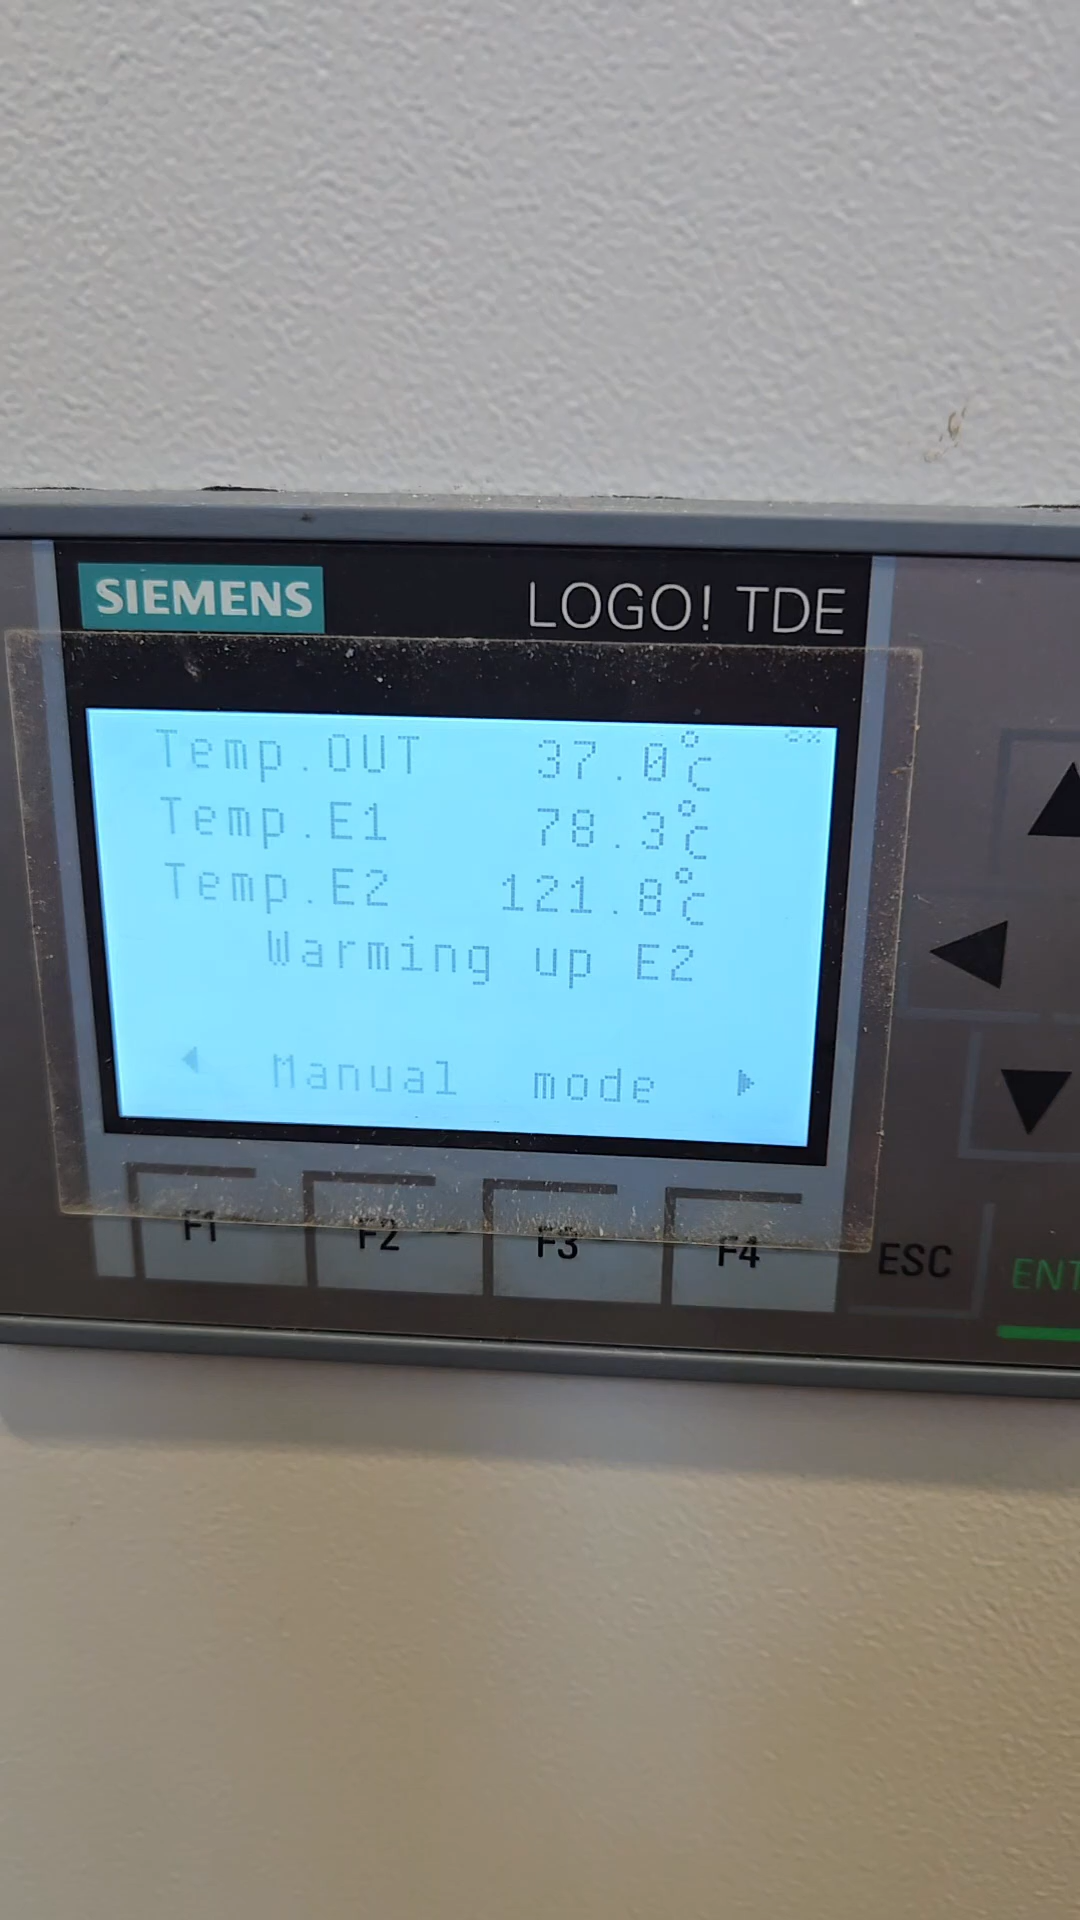 SIEMENS LOGO! TDE
Temp.OUT 37.0°C
Temp.E1 78.3°C
Temp.E2 121.8°C
Warming up E2
Manual mode
F1 F2 F3 F4 ESC